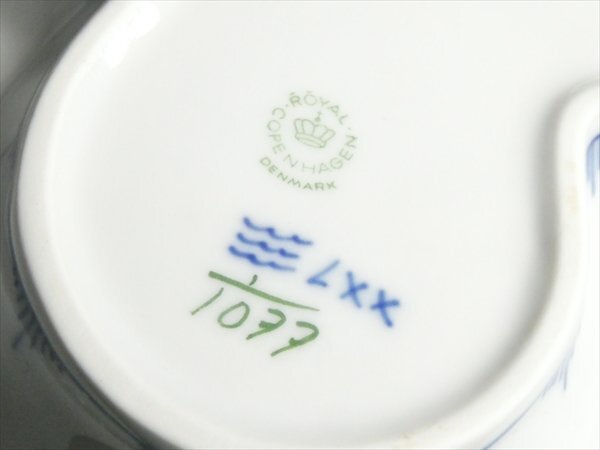 ROYAL
COPENHAGEN
DENMARK
LXX
1
1077